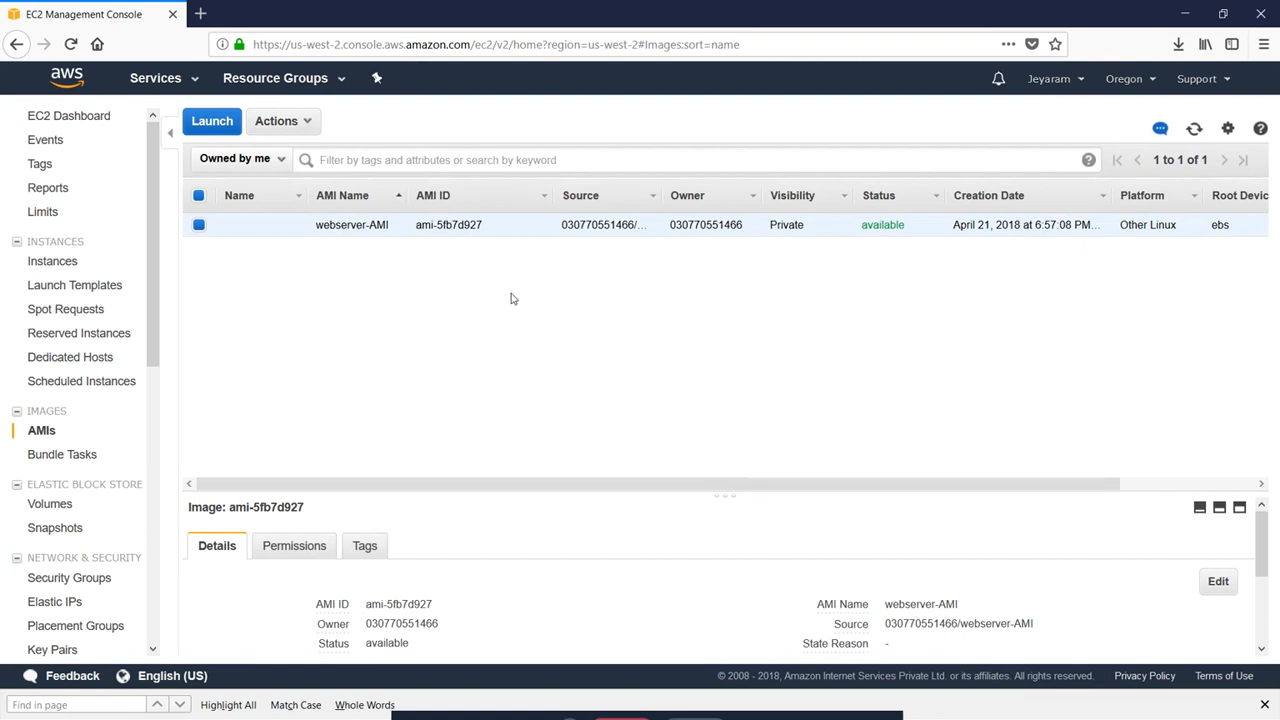 EC2 Management Console
https://us-west-2.console.aws.amazon.com/ec2/v2/home?region=us-west-2#Images:sort=name
aws
Services
Resource Groups
Jeyaram
Oregon
Support
EC2 Dashboard
Events
Tags
Reports
Limits
INSTANCES
Instances
Launch Templates
Spot Requests
Reserved Instances
Dedicated Hosts
Scheduled Instances
IMAGES
AMIs
Bundle Tasks
ELASTIC BLOCK STORE
Volumes
Snapshots
NETWORK & SECURITY
Security Groups
Elastic IPs
Placement Groups
Key Pairs
Launch
Actions
Owned by me
Filter by tags and attributes or search by keyword
1 to 1 of 1
Name AMI Name AMI ID Source Owner Visibility Status Creation Date Platform Root Devic
webserver-AMI ami-5fb7d927 030770551466/... 030770551466 Private available April 21, 2018 at 6:57:08 PM... Other Linux ebs
Image: ami-5fb7d927
Details
Permissions
Tags
Edit
AMI ID ami-5fb7d927
AMI Name webserver-AMI
Owner 030770551466
Source 030770551466/webserver-AMI
Status available
State Reason -
Feedback
English (US)
© 2008 - 2018, Amazon Internet Services Private Ltd. or its affiliates. All rights reserved.
Privacy Policy
Terms of Use
Find in page
Highlight All
Match Case
Whole Words